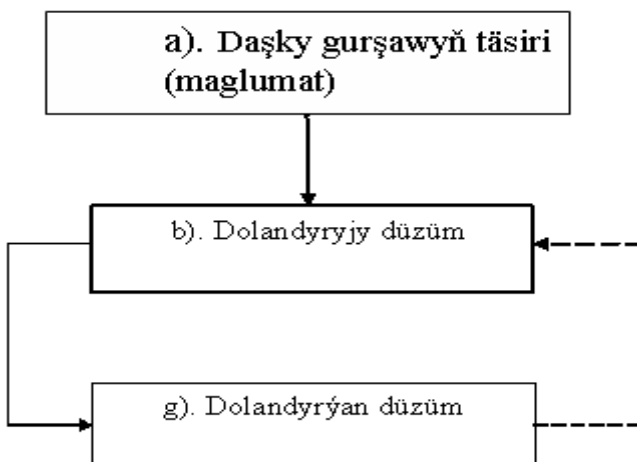 a). Daşky gurşawyň täsiri
(maglumat)
b). Dolandyryjy düzüm
g). Dolandyrýan düzüm